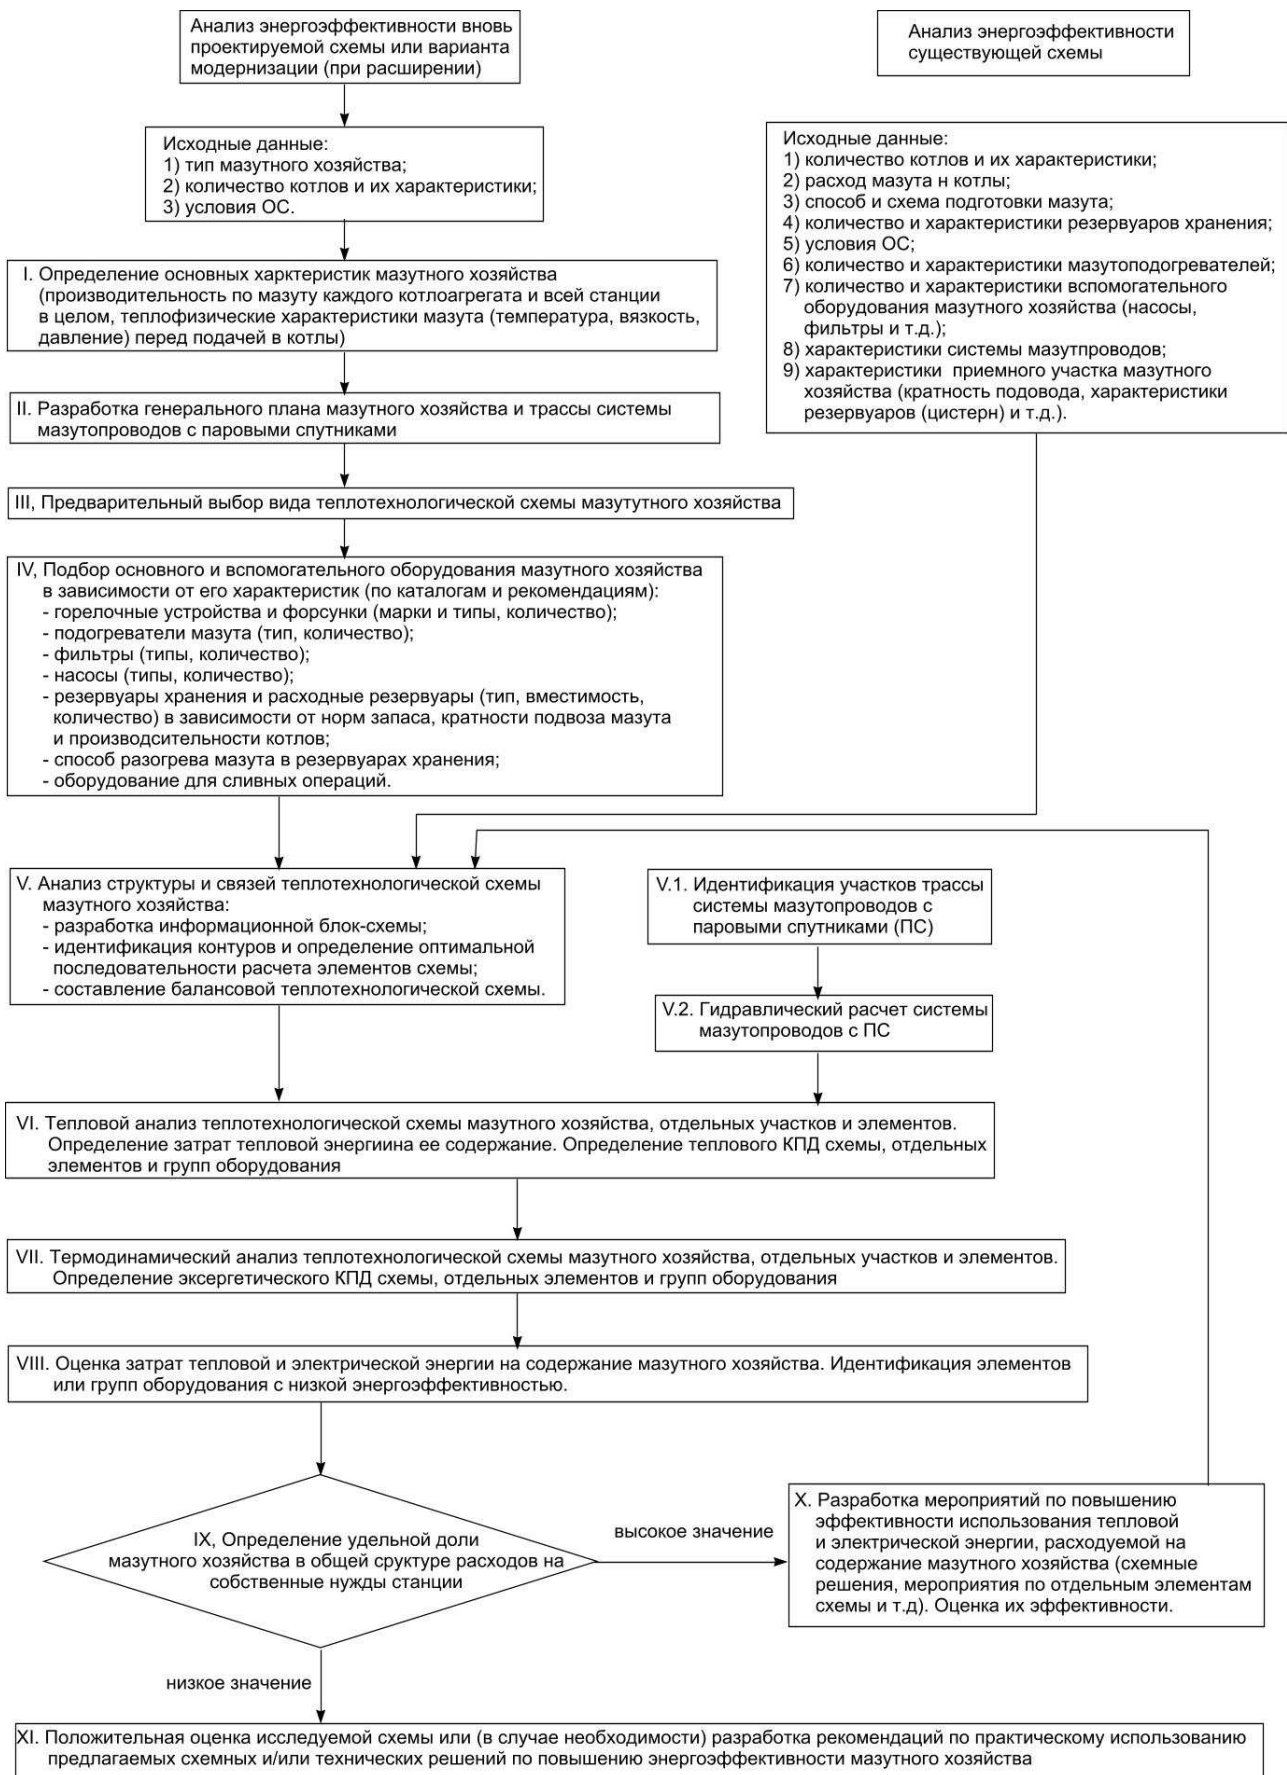 Анализ энергоэффективности вновь
проектируемой схемы или варианта
модернизации (при расширении)
Анализ энергоэффективности
существующей схемы
Исходные данные:
1) тип мазутного хозяйства;
2) количество котлов и их характеристики;
3) условия ОС.
Исходные данные:
1) количество котлов и их характеристики;
2) расход мазута н котлы;
3) способ и схема подготовки мазута;
4) количество и характеристики резервуаров хранения;
5) условия ОС;
6) количество и характеристики мазутоподогревателей;
7) количество и характеристики вспомогательного
оборудования мазутного хозяйства (насосы,
фильтры и т.д.);
8) характеристики системы мазутпроводов;
9) характеристики приемного участка мазутного
хозяйства (кратность подовода, характеристики
резервуаров (цистерн) и т.д.).
I. Определение основных харктеристик мазутного хозяйства
(производительность по мазуту каждого котлоагрегата и всей станции
в целом, теплофизические характеристики мазута (температура, вязкость,
давление) перед подачей в котлы)
II. Разработка генерального плана мазутного хозяйства и трассы системы
мазутопроводов с паровыми спутниками
III, Предварительный выбор вида теплотехнологической схемы мазутутного хозяйства
IV, Подбор основного и вспомогательного оборудования мазутного хозяйства
в зависимости от его характеристик (по каталогам и рекомендациям):
- горелочные устройства и форсунки (марки и типы, количество);
- подогреватели мазута (тип, количество);
- фильтры (типы, количество);
- насосы (типы, количество);
- резервуары хранения и расходные резервуары (тип, вместимость,
количество) в зависимости от норм запаса, кратности подвоза мазута
и производсительности котлов;
- способ разогрева мазута в резервуарах хранения;
- оборудование для сливных операций.
V. Анализ структуры и связей теплотехнологической схемы
мазутного хозяйства:
- разработка информационной блок-схемы;
- идентификация контуров и определение оптимальной
последовательности расчета элементов схемы;
- составление балансовой теплотехнологической схемы.
V.1. Идентификация участков трассы
системы мазутопроводов с
паровыми спутниками (ПС)
V.2. Гидравлический расчет системы
мазутопроводов с ПС
VI. Тепловой анализ теплотехнологической схемы мазутного хозяйства, отдельных участков и элементов.
Определение затрат тепловой энергиина ее содержание. Определение теплового КПД схемы, отдельных
элементов и групп оборудования
VII. Термодинамический анализ теплотехнологической схемы мазутного хозяйства, отдельных участков и элементов.
Определение эксергетического КПД схемы, отдельных элементов и групп оборудования
VIII. Оценка затрат тепловой и электрической энергии на содержание мазутного хозяйства. Идентификация элементов
или групп оборудования с низкой энергоэффективностью.
IX, Определение удельной доли
мазутного хозяйства в общей сруктуре расходов на
собственные нужды станции
высокое значение
X. Разработка мероприятий по повышению
эффективности использования тепловой
и электрической энергии, расходуемой на
содержание мазутного хозяйства (схемные
решения, мероприятия по отдельным элементам
схемы и т.д). Оценка их эффективности.
низкое значение
XI. Положительная оценка исследуемой схемы или (в случае необходимости) разработка рекомендаций по практическому использованию
предлагаемых схемных и/или технических решений по повышению энергоэффективности мазутного хозяйства